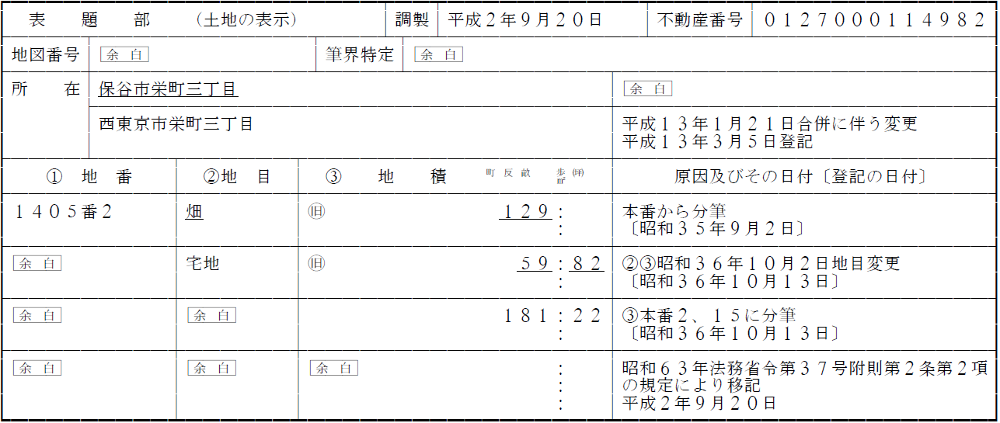 表　題　部　（土地の表示）　調製　平成２年９月２０日　不動産番号　０１２７０００１１４９８２
地図番号　余　白　筆界特定　余　白
所　在　保谷市栄町三丁目　余　白
西東京市栄町三丁目　平成１３年１月２１日合併に伴う変更
平成１３年３月５日登記
①　地　番　②地　目　③　地　積　町　反　畝　歩（坪）　原因及びその日付〔登記の日付〕
㎡
１４０５番２　畑　㊆　１２９：　本番から分筆
：　〔昭和３５年９月２日〕
余　白　宅地　旧　５９：８２　②③昭和３６年１０月２日地目変更
：　〔昭和３６年１０月１３日〕
余　白　余　白　１８１：２２　③本番２、１５に分筆
：　〔昭和３６年１０月１３日〕
余　白　余　白　余　白　：　昭和６３年法務省令第３７号附則第２条第２項
：　の規定により移記
：　平成２年９月２０日